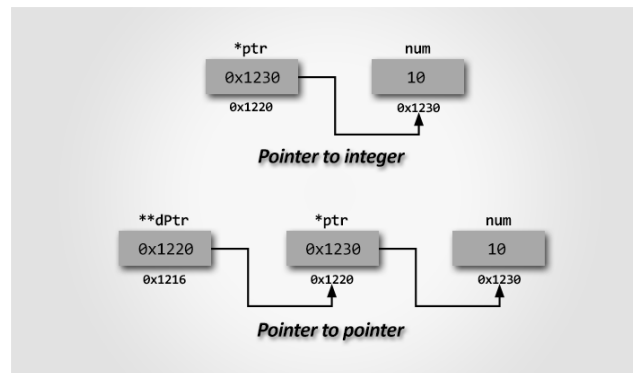 *ptr num
0x1230 10
0x1220 0x1230
Pointer to integer
**dPtr *ptr num
0x1220 0x1230 10
0x1216 0x1220 0x1230
Pointer to pointer